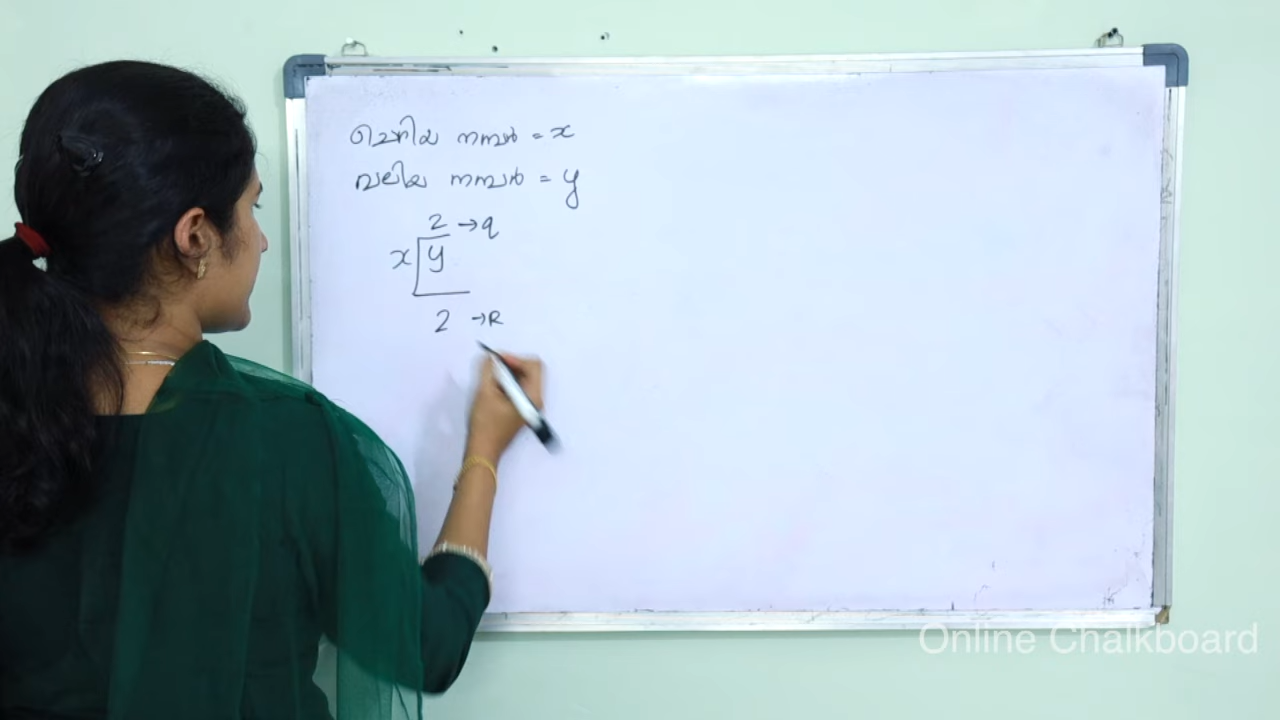 ചെറിയ നമ്പർ = x
വലിയ നമ്പർ = y
2 → q
x y
2 → R
Online Chalkboard